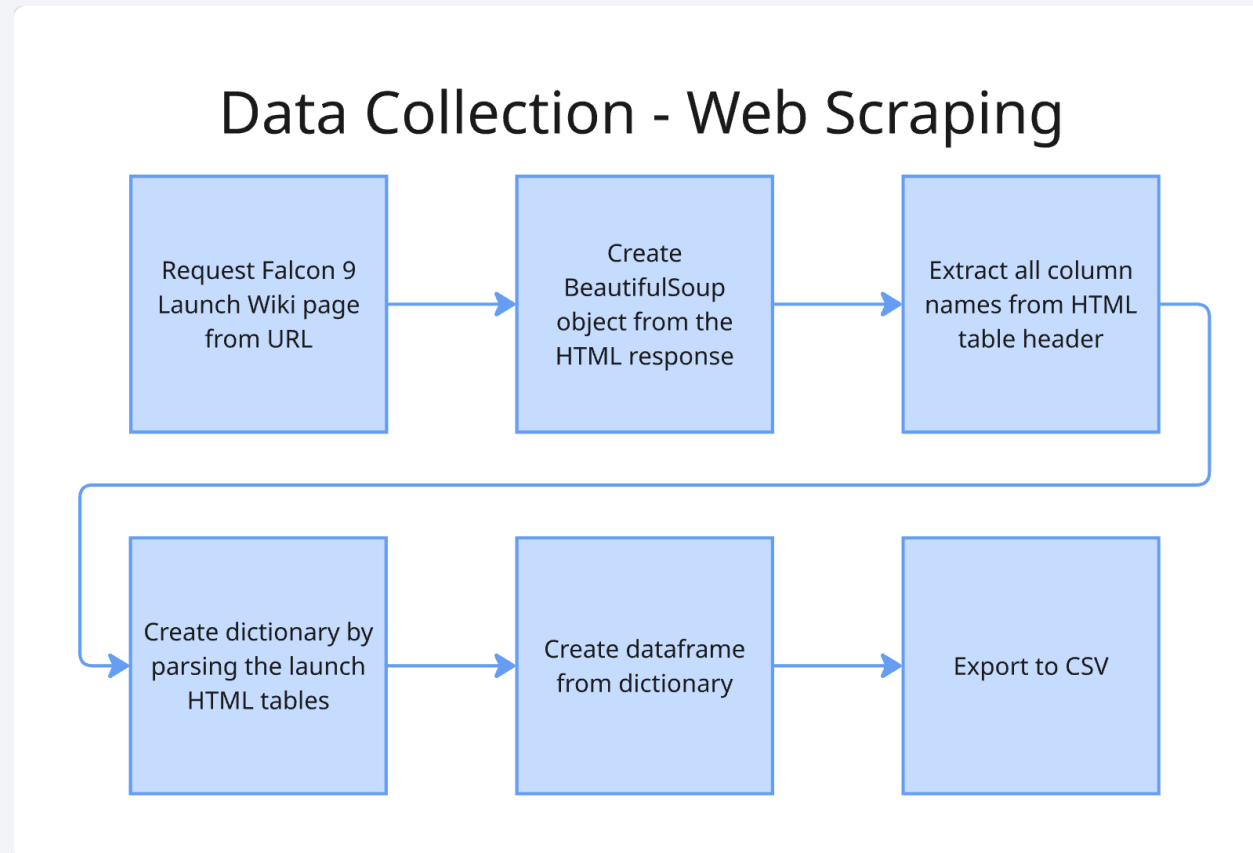 Data Collection - Web Scraping
Request Falcon 9
Launch Wiki page
from URL
Create
BeautifulSoup
object from the
HTML response
Extract all column
names from HTML
table header
Create dictionary by
parsing the launch
HTML tables
Create dataframe
from dictionary
Export to CSV